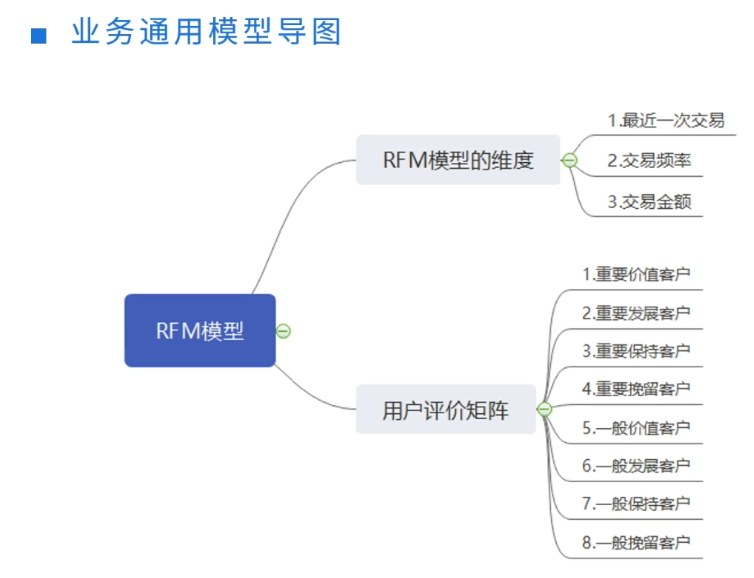 业务通用模型导图
RFM模型
RFM模型的维度
1.最近一次交易
2.交易频率
3.交易金额
用户评价矩阵
1.重要价值客户
2.重要发展客户
3.重要保持客户
4.重要挽留客户
5.一般价值客户
6.一般发展客户
7.一般保持客户
8.一般挽留客户